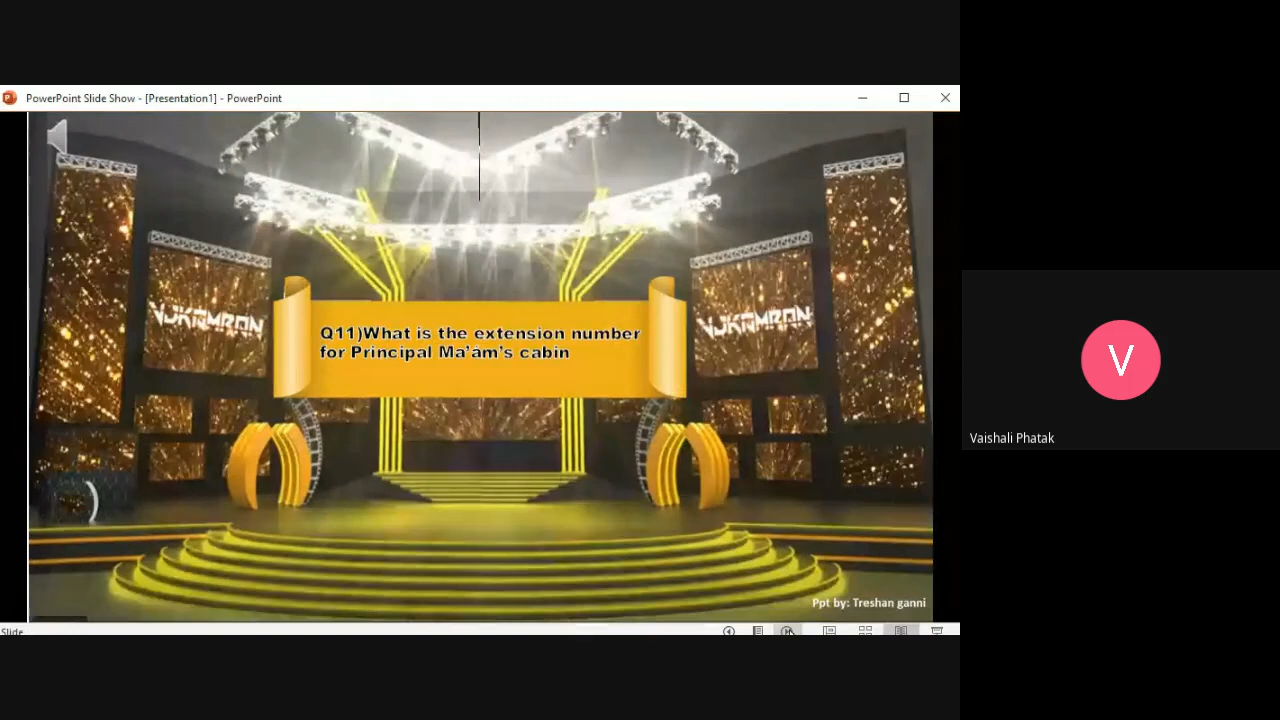 PowerPoint Slide Show - [Presentation1] - PowerPoint
Q11)What is the extension number
for Principal Ma'am's cabin
V
Vaishali Phatak
Ppt by: Treshan ganni
Slide